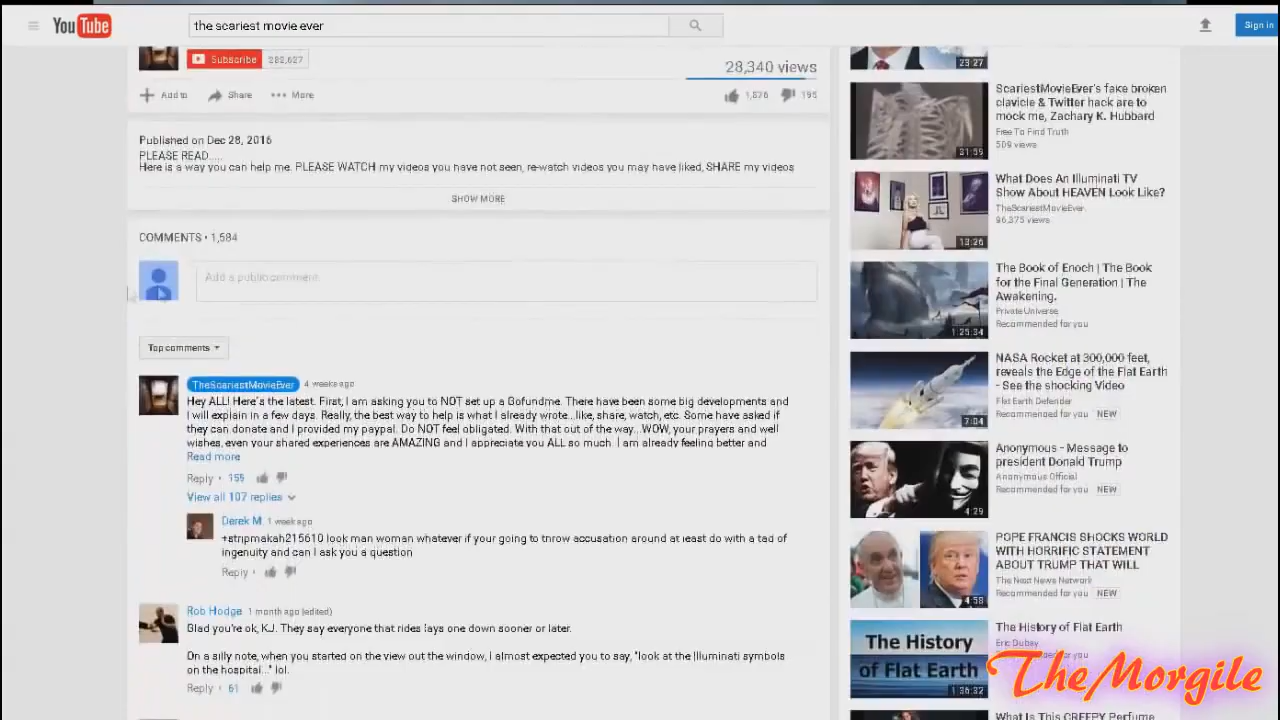 YouTube
the scariest movie ever
Sign in
Subscribe
283,627
28,340 views
Add to
Share
More
1,576
195
Published on Dec 28, 2016
PLEASE READ.....
Here is a way you can help me. PLEASE WATCH my videos you have not seen, re-watch videos you may have liked, SHARE my videos
SHOW MORE
COMMENTS • 1,584
Add a public comment
Top comments
TheScariestMovieEver 4 weeks ago
Hey ALL! Here's the latest. First, I am asking you to NOT set up a Gofundme. There have been some big developments and
I will explain in a few days. Really, the best way to help is what I already wrote...like, share, watch, etc. Some have asked if
they can donate but I provided my paypal. Do NOT feel obligated. With that out of the way...WOW, your prayers and well
wishes, even your shared experiences are AMAZING and I appreciate you ALL so much. I am already feeling better and
Read more
Reply • 155
View all 107 replies
Derek M. 1 week ago
+stripmakah215610 look man woman whatever if your going to throw accusation around at least do with a tad of
ingenuity and can I ask you a question
Reply •
Rob Hodge 1 month ago (edited)
Glad you're ok, KJ. They say everyone that rides lays one down sooner or later.
On a silly note, when you started on the view out the window, I almost expected you to say, "look at the Illuminati symbols
on the hospital..." lol.
Reply • 61
23:27
ScariestMovieEver's fake broken
clavicle & Twitter hack are to
mock me, Zachary K. Hubbard
Free To Find Truth
509 views
31:55
What Does An Illuminati TV
Show About HEAVEN Look Like?
TheScariestMovieEver
96,375 views
13:26
The Book of Enoch | The Book
for the Final Generation | The
Awakening.
Private Universe
Recommended for you
1:25:34
NASA Rocket at 300,000 feet,
reveals the Edge of the Flat Earth
- See the shocking Video
Flat Earth Defender
Recommended for you NEW
7:04
Anonymous - Message to
president Donald Trump
Anonymous Official
Recommended for you NEW
4:29
POPE FRANCIS SHOCKS WORLD
WITH HORRIFIC STATEMENT
ABOUT TRUMP THAT WILL
The Next News Network
Recommended for you NEW
4:58
The History of Flat Earth
Eric Dubay
The History
of Flat Earth
1:36:32
TheMorgile
What Is This CREEPY Perfume